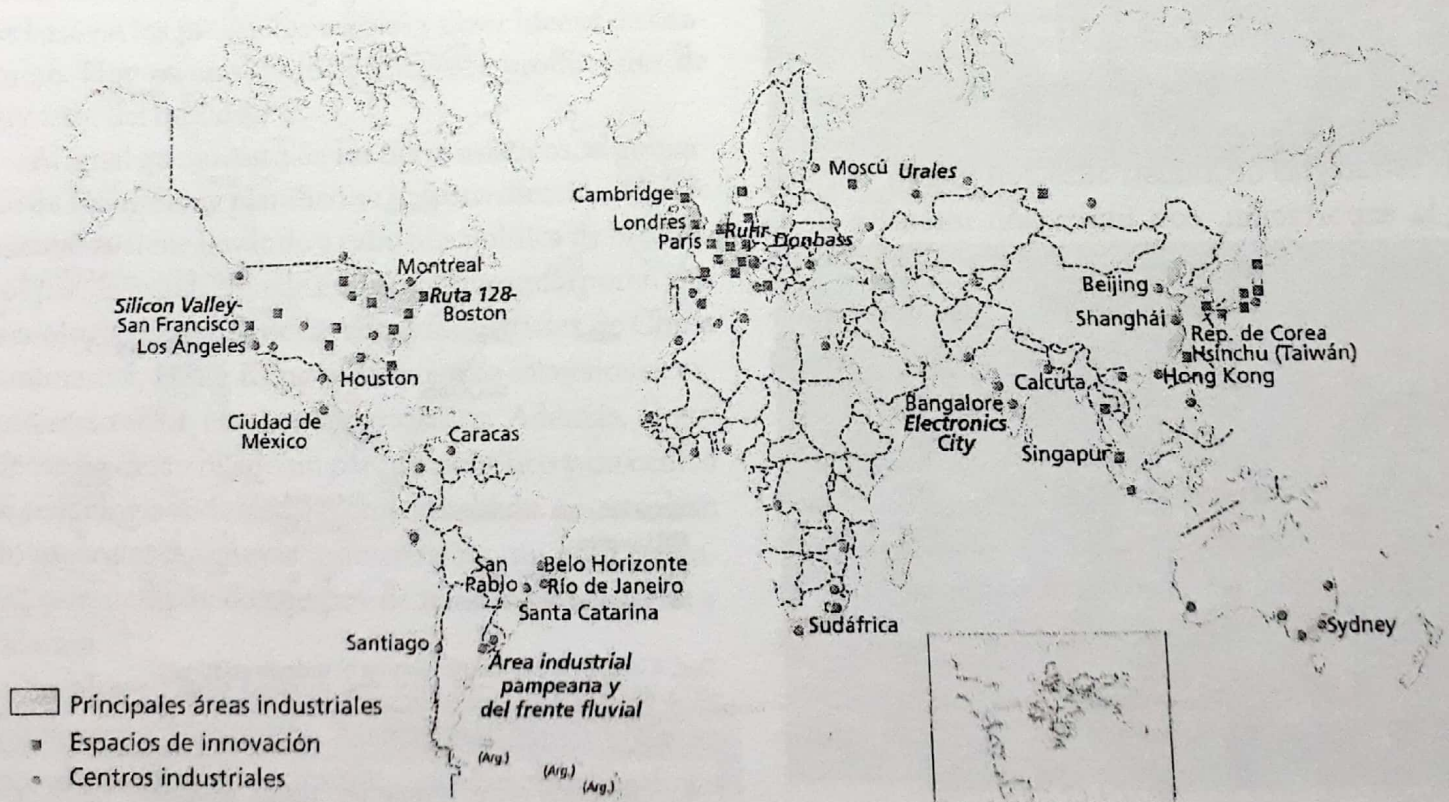 Moscú
Urales
Cambridge
Londres
París
Ruhr
Donbass
Montreal
Ruta 128-
Boston
Silicon Valley-
San Francisco
Los Ángeles
Houston
Ciudad de
México
Caracas
Beijing
Shanghái
Rep. de Corea
Hsinchu (Taiwán)
Hong Kong
Calcuta
Bangalore
Electronics
City
Singapur
San
Pablo
Belo Horizonte
Río de Janeiro
Santa Catarina
Santiago
Área industrial
pampeana y
del frente fluvial
Sudáfrica
Sydney
Principales áreas industriales
Espacios de innovación
Centros industriales
(Arg.)
(Arg.)
(Arg.)